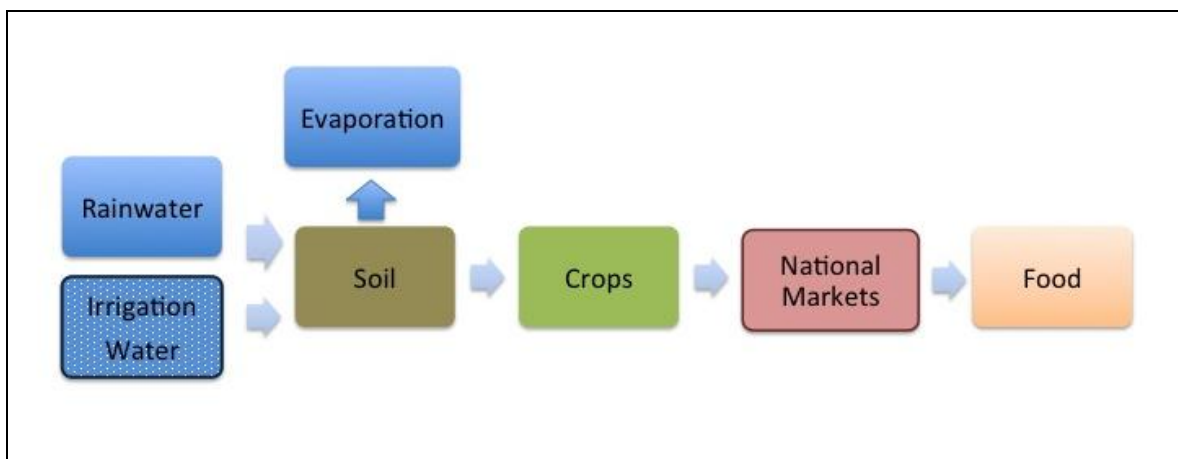 Evaporation
Rainwater
Irrigation
Water
Soil
Crops
National
Markets
Food